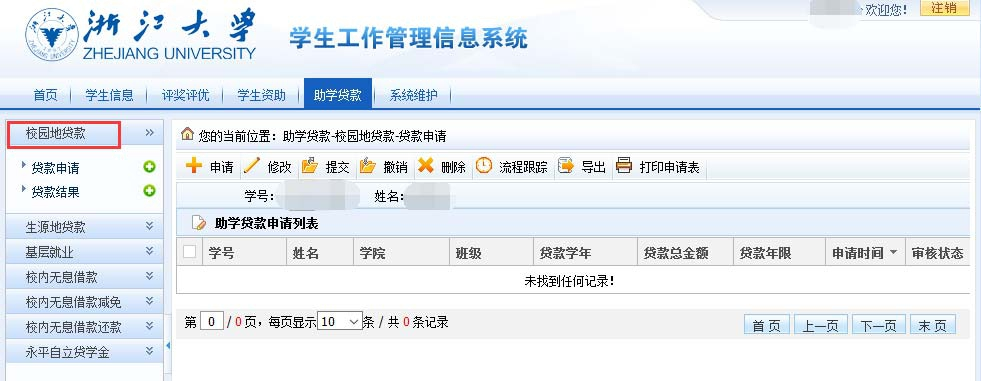 欢迎您! 注销
浙江大学
ZHEJIANG UNIVERSITY
学生工作管理信息系统
首页 学生信息 评奖评优 学生资助 助学贷款 系统维护
校园地贷款
贷款申请
贷款结果
生源地贷款
基层就业
校内无息借款
校内无息借款减免
校内无息借款还款
永平自立贷学金
您的当前位置：助学贷款-校园地贷款-贷款申请
申请 修改 提交 撤销 删除 流程跟踪 导出 打印申请表
学号： 姓名：
助学贷款申请列表
学号 姓名 学院 班级 贷款学年 贷款总金额 贷款年限 申请时间 审核状态
未找到任何记录!
第 0 / 0 页，每页显示 10 条 / 共 0 条记录
首 页 上一页 下一页 末 页